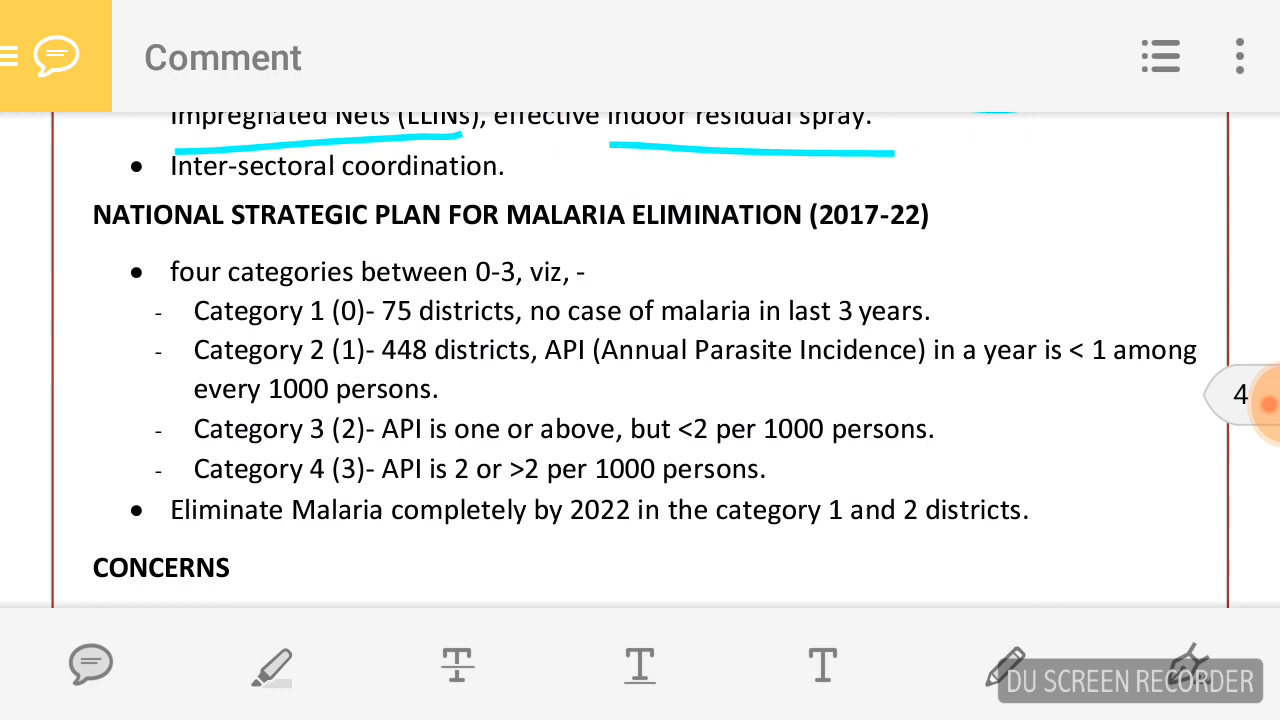 Comment
Impregnated Nets (LLINs), effective indoor residual spray.
• Inter-sectoral coordination.
NATIONAL STRATEGIC PLAN FOR MALARIA ELIMINATION (2017-22)
• four categories between 0-3, viz, -
- Category 1 (0)- 75 districts, no case of malaria in last 3 years.
- Category 2 (1)- 448 districts, API (Annual Parasite Incidence) in a year is < 1 among
every 1000 persons.
4
- Category 3 (2)- API is one or above, but <2 per 1000 persons.
- Category 4 (3)- API is 2 or >2 per 1000 persons.
• Eliminate Malaria completely by 2022 in the category 1 and 2 districts.
CONCERNS
DU SCREEN RECORDER